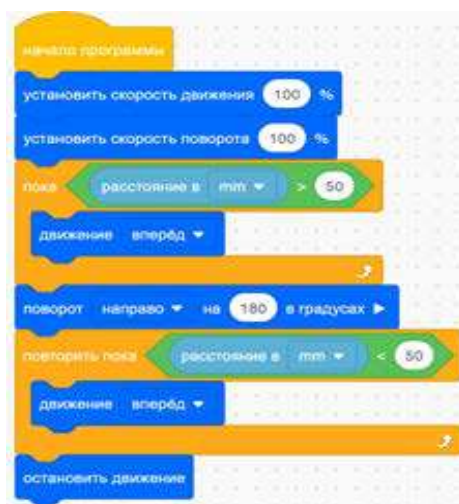 начало программы
установить скорость движения 100 %
установить скорость поворота 100 %
пока расстояние в mm > 50
движение вперёд
поворот направо на 180 в градусах
повторить пока расстояние в mm < 50
движение вперёд
остановить движение